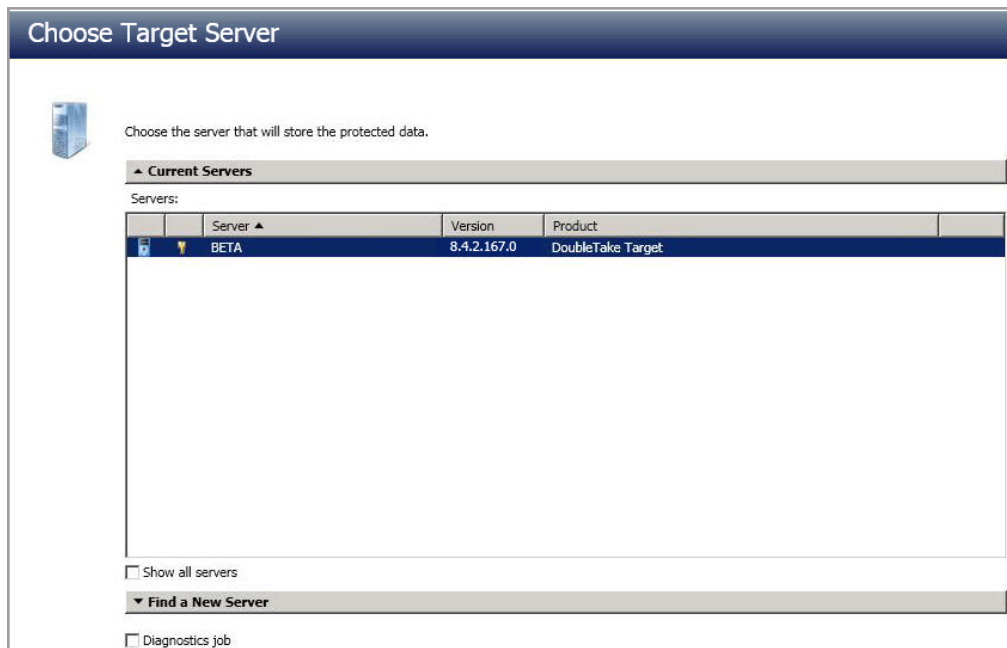 Choose Target Server
Choose the server that will store the protected data.
Current Servers
Servers:
Server Version Product
BETA 8.4.2.167.0 DoubleTake Target
Show all servers
Find a New Server
Diagnostics job